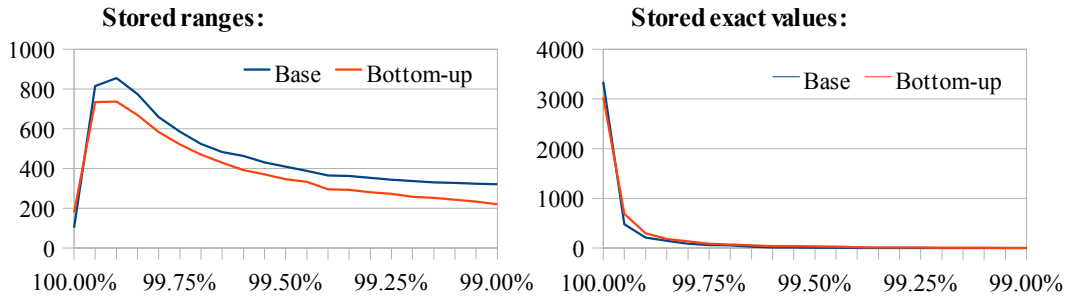 Stored ranges:
1000
800
600
400
200
0
Base
Bottom-up
100.00% 99.75% 99.50% 99.25% 99.00%
Stored exact values:
4000
3000
2000
1000
0
Base
Bottom-up
100.00% 99.75% 99.50% 99.25% 99.00%